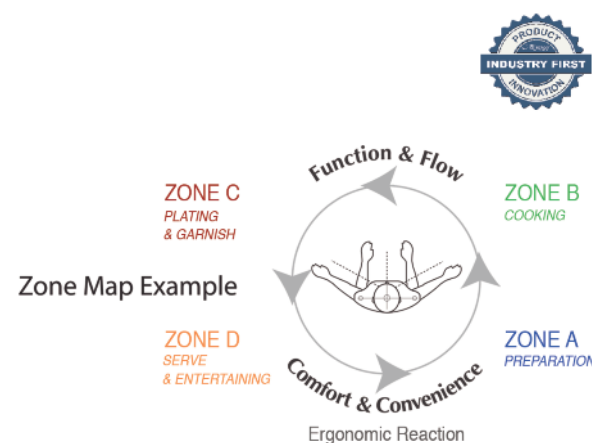 PRODUCT
INDUSTRY FIRST
INNOVATION
Function & Flow
ZONE C
PLATING
& GARNISH
ZONE B
COOKING
Zone Map Example
ZONE D
SERVE
& ENTERTAINING
ZONE A
PREPARATION
Comfort & Convenience
Ergonomic Reaction